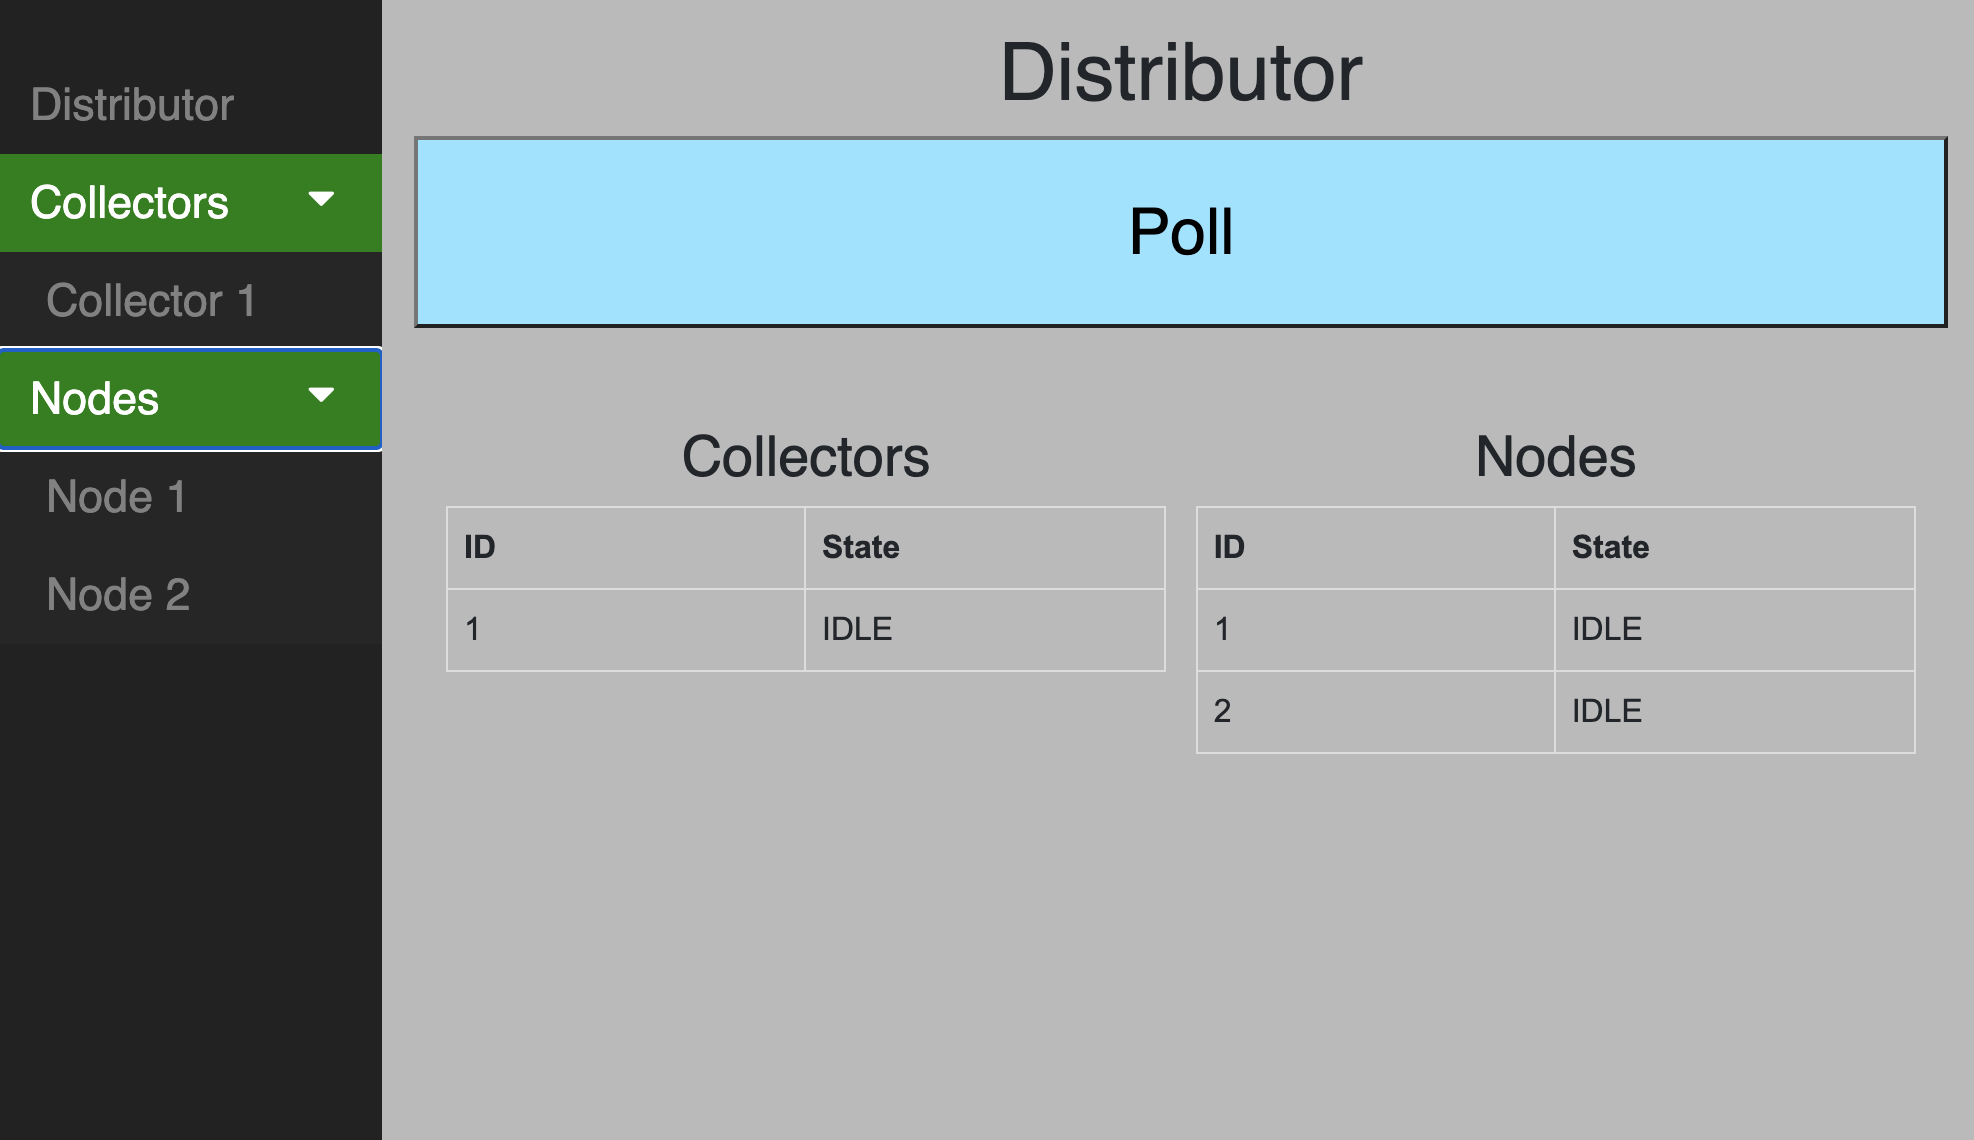 Distributor
Collectors
Collector 1
Nodes
Node 1
Node 2
Distributor
Poll
Collectors
ID State
1 IDLE
Nodes
ID State
1 IDLE
2 IDLE